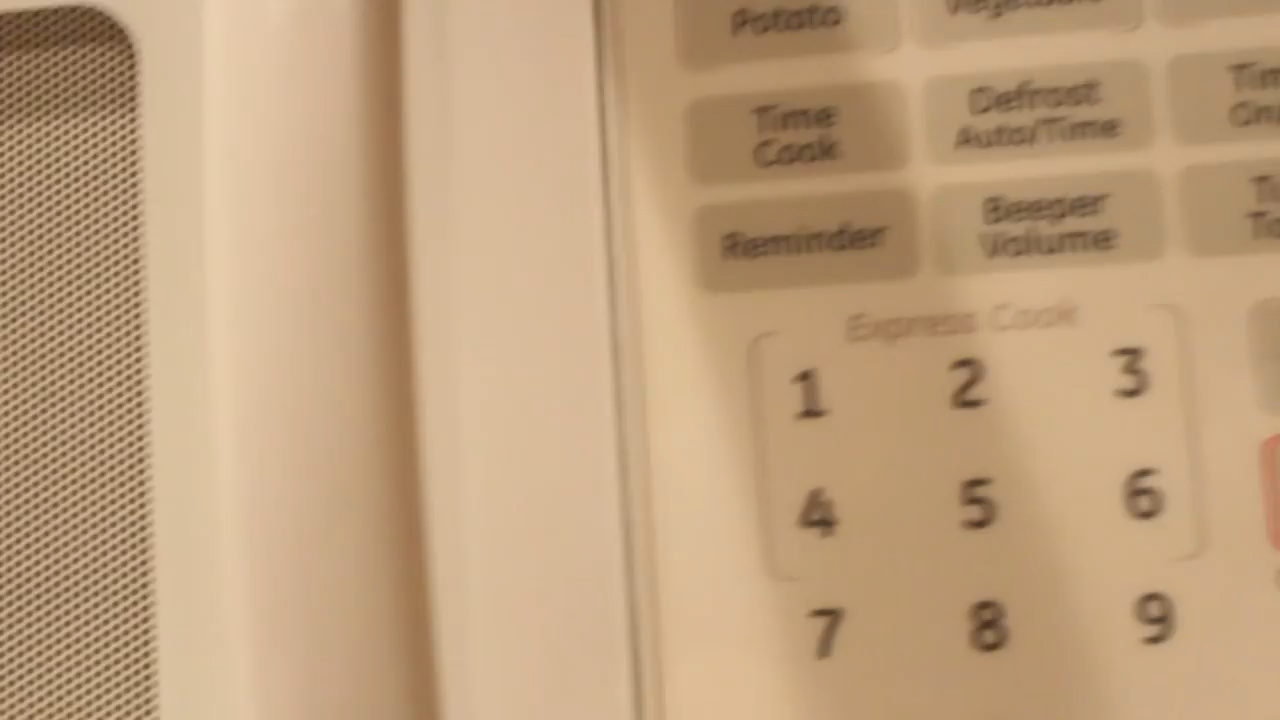 Potato
Vegetable
Time
Cook
Defrost
Auto/Time
Reminder
Beeper
Volume
Express Cook
1 2 3
4 5 6
7 8 9